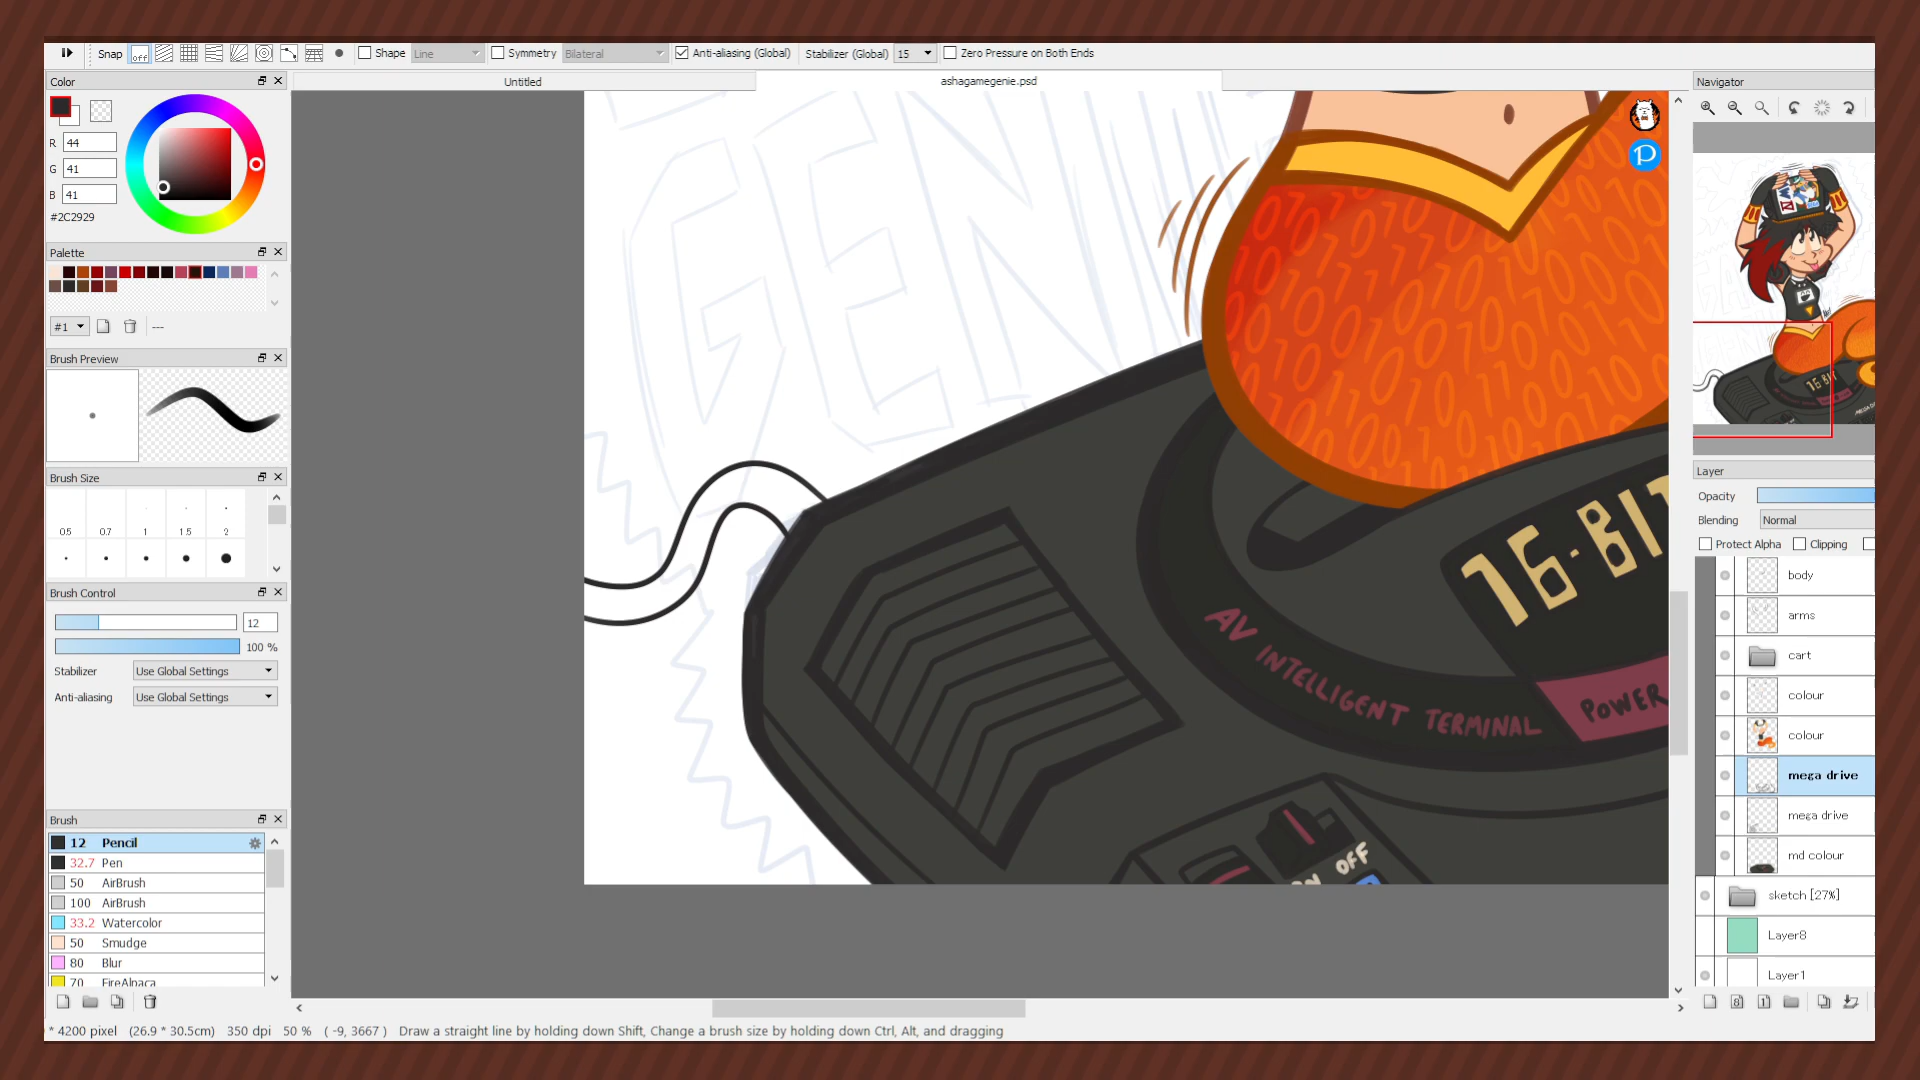 Snap off Shape Line Symmetry Bilateral Anti-aliasing (Global) Stabilizer (Global) 15 Zero Pressure on Both Ends
Color
Untitled
ashagamegenie.psd
Navigator
R 44
G 41
B 41
#2C2929
Palette
#1 ---
Brush Preview
Brush Size
0.5 0.7 1 1.5 2
Brush Control
12
100 %
Stabilizer Use Global Settings
Anti-aliasing Use Global Settings
Brush
12 Pencil
32.7 Pen
50 AirBrush
100 AirBrush
33.2 Watercolor
50 Smudge
80 Blur
70 FireAlpaca
GENI
16-BIT
AV INTELLIGENT TERMINAL
POWER
OFF
ON
P
16 BIT
Layer
Opacity
Blending Normal
Protect Alpha Clipping
body
arms
cart
colour
colour
mega drive
mega drive
md colour
sketch [27%]
Layer8
Layer1
* 4200 pixel (26.9 * 30.5cm) 350 dpi 50 % ( -9, 3667 ) Draw a straight line by holding down Shift, Change a brush size by holding down Ctrl, Alt, and dragging